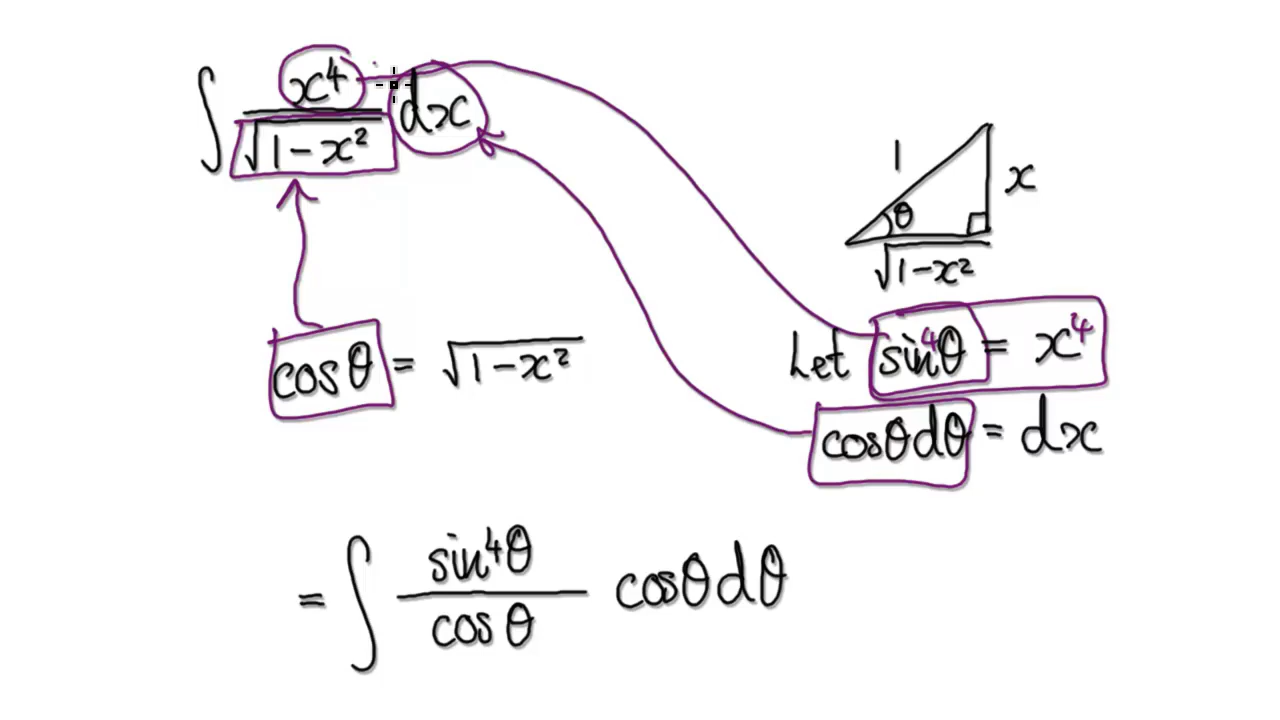 ∫ x⁴/√(1-x²) dx
1
x
θ
√(1-x²)
Let sin⁴θ = x⁴
cosθ = √(1-x²)
cosθdθ = dx
= ∫ sin⁴θ/cosθ cosθdθ